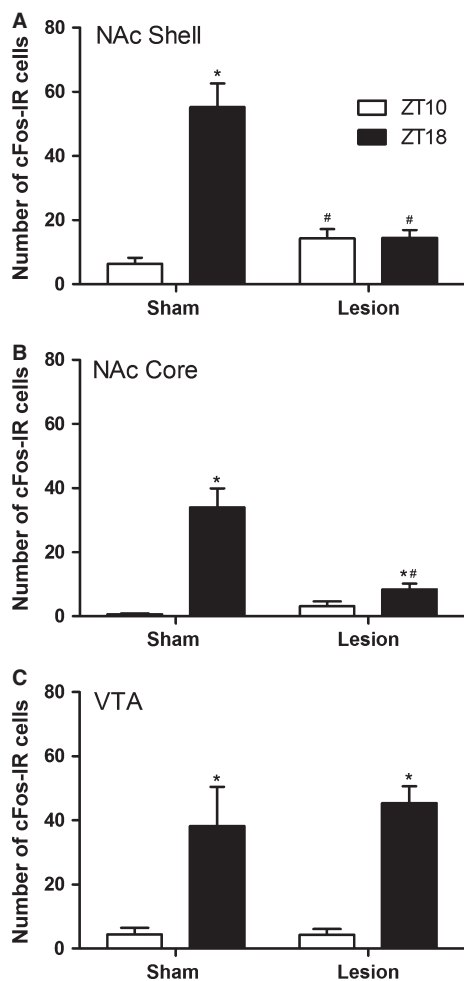 A
NAc Shell
Number of cFos-IR cells
80
60
40
20
0
*
#
#
ZT10
ZT18
Sham
Lesion
B
NAc Core
Number of cFos-IR cells
80
60
40
20
0
*
*#
Sham
Lesion
C
VTA
Number of cFos-IR cells
80
60
40
20
0
*
*
Sham
Lesion